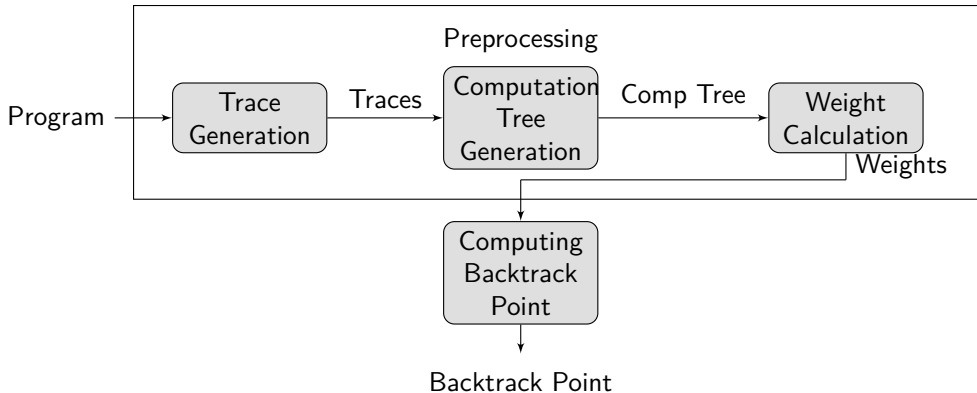 Preprocessing
Program
Trace
Generation
Traces
Computation
Tree
Generation
Comp Tree
Weight
Calculation
Weights
Computing
Backtrack
Point
Backtrack Point